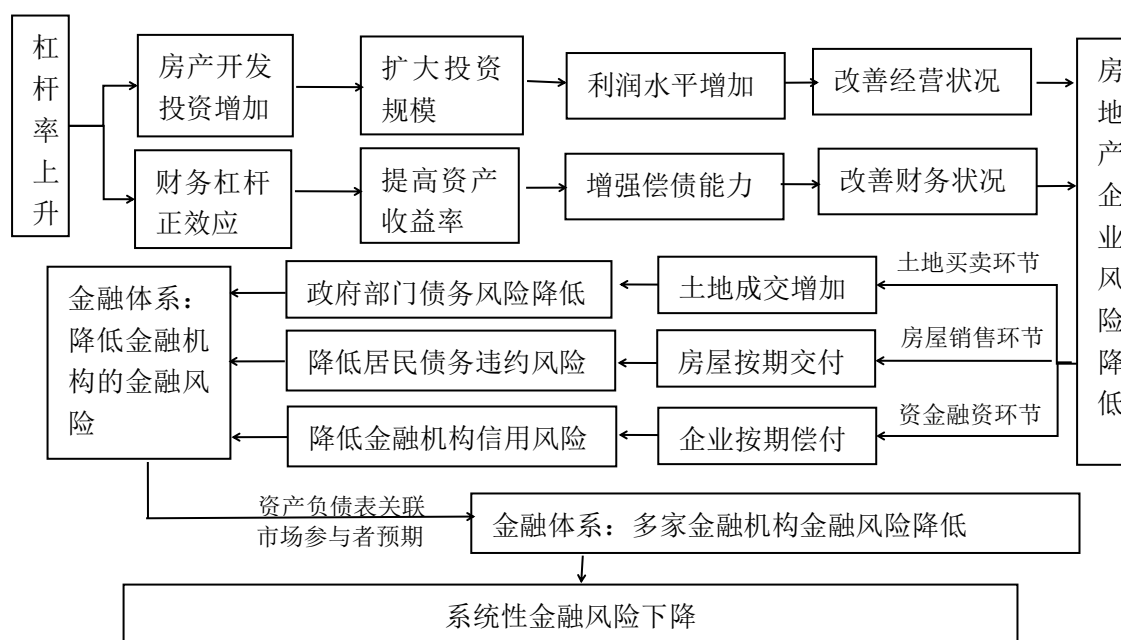 杠
杆
率
上
升
房产开发
投资增加
扩大投资
规模
利润水平增加
改善经营状况
财务杠杆
正效应
提高资产
收益率
增强偿债能力
改善财务状况
房
地
产
企
业
风
险
降
低
土地买卖环节
土地成交增加
政府部门债务风险降低
房屋销售环节
房屋按期交付
降低居民债务违约风险
资金融资环节
企业按期偿付
降低金融机构信用风险
金融体系：
降低金融机
构的金融风
险
资产负债表关联
市场参与者预期
金融体系：多家金融机构金融风险降低
系统性金融风险下降